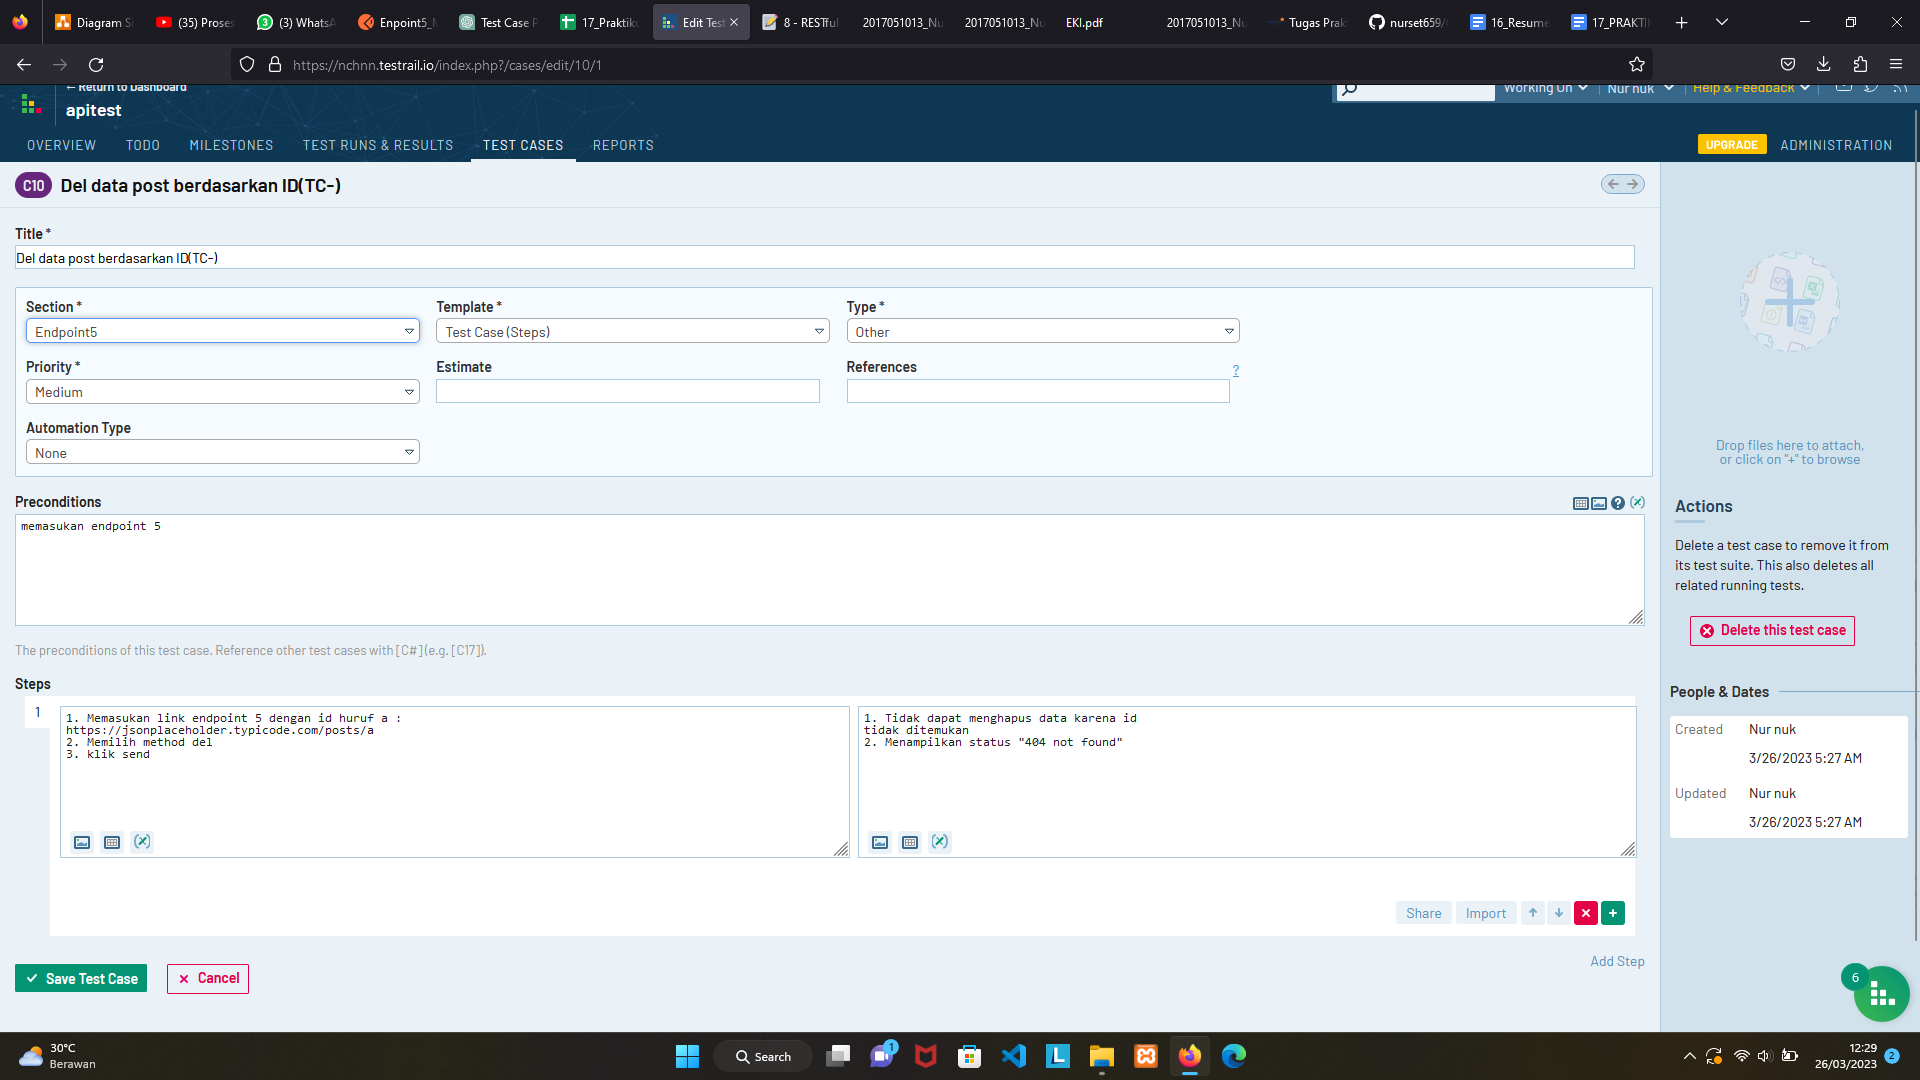 Diagram Si
(35) Proses
(3) WhatsA
Enpoint5_M
Test Case P
17_Praktiku
Edit Test
8 - RESTful
2017051013_Nu
2017051013_Nu
EKI.pdf
2017051013_Nu
Tugas Prak
nurset659/
16_Resume
17_PRAKTI
https://nchnn.testrail.io/index.php?/cases/edit/10/1
← Return to Dashboard
apitest
Working On
Nur nuk
Help & Feedback
OVERVIEW
TODO
MILESTONES
TEST RUNS & RESULTS
TEST CASES
REPORTS
UPGRADE
ADMINISTRATION
C10
Del data post berdasarkan ID(TC-)
Title *
Del data post berdasarkan ID(TC-)
Section *
Template *
Type *
Endpoint5
Test Case (Steps)
Other
Priority *
Estimate
References
?
Medium
Automation Type
None
Preconditions
memasukan endpoint 5
The preconditions of this test case. Reference other test cases with [C#] (e.g. [C17]).
Steps
1
1. Memasukan link endpoint 5 dengan id huruf a :
https://jsonplaceholder.typicode.com/posts/a
2. Memilih method del
3. klik send
1. Tidak dapat menghapus data karena id
tidak ditemukan
2. Menampilkan status "404 not found"
Share
Import
Add Step
Save Test Case
Cancel
Drop files here to attach,
or click on "+" to browse
Actions
Delete a test case to remove it from
its test suite. This also deletes all
related running tests.
Delete this test case
People & Dates
Created
Nur nuk
3/26/2023 5:27 AM
Updated
Nur nuk
3/26/2023 5:27 AM
6
30°C
Berawan
Search
1
12:29
26/03/2023
2